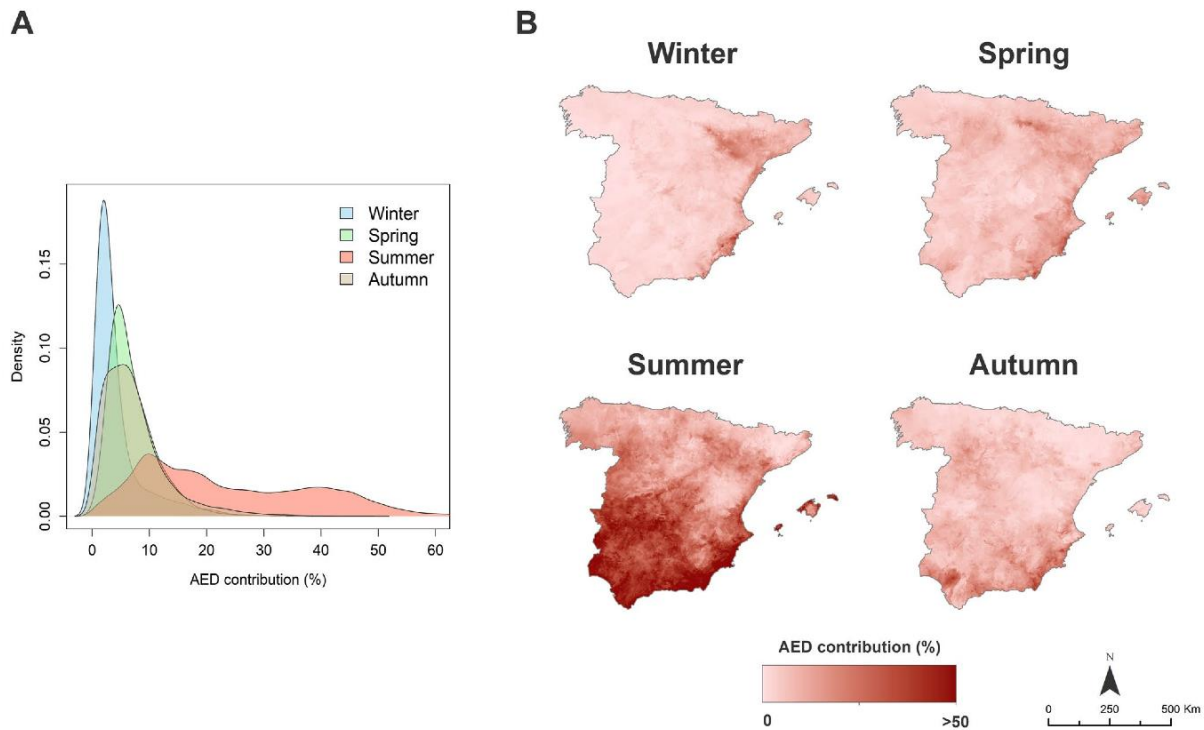 A
Density
0.00
0.05
0.10
0.15
Winter
Spring
Summer
Autumn
0 10 20 30 40 50 60
AED contribution (%)
B
Winter Spring
Summer Autumn
AED contribution (%)
0 >50
N
0 250 500 Km